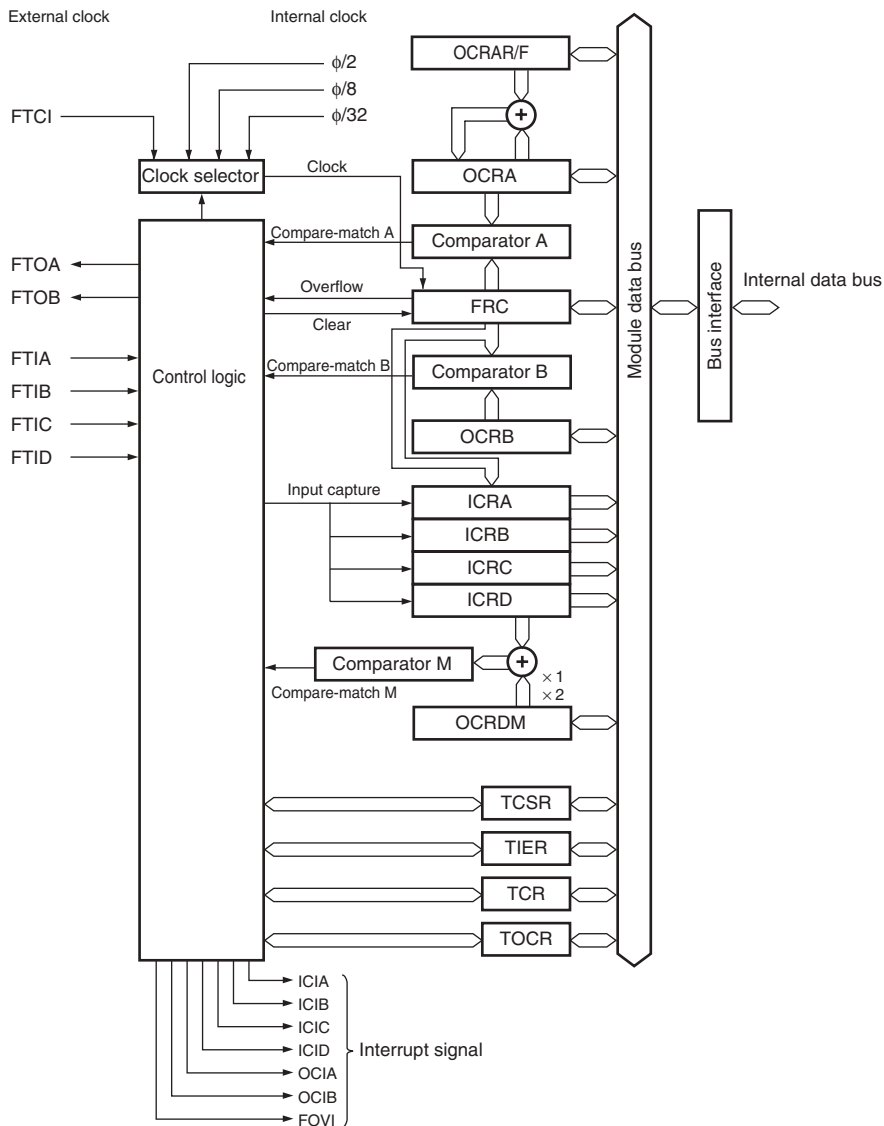 External clock
Internal clock
ϕ/2
ϕ/8
ϕ/32
FTCI
Clock selector
Clock
OCRAR/F
+
OCRA
Compare-match A
Comparator A
FTOA
FTOB
Overflow
FRC
Clear
FTIA
FTIB
FTIC
FTID
Control logic
Compare-match B
Comparator B
OCRB
Input capture
ICRA
ICRB
ICRC
ICRD
+
× 1
× 2
Comparator M
Compare-match M
OCRDM
TCSR
TIER
TCR
TOCR
Module data bus
Bus interface
Internal data bus
ICIA
ICIB
ICIC
ICID
OCIA
OCIB
FOVI
Interrupt signal